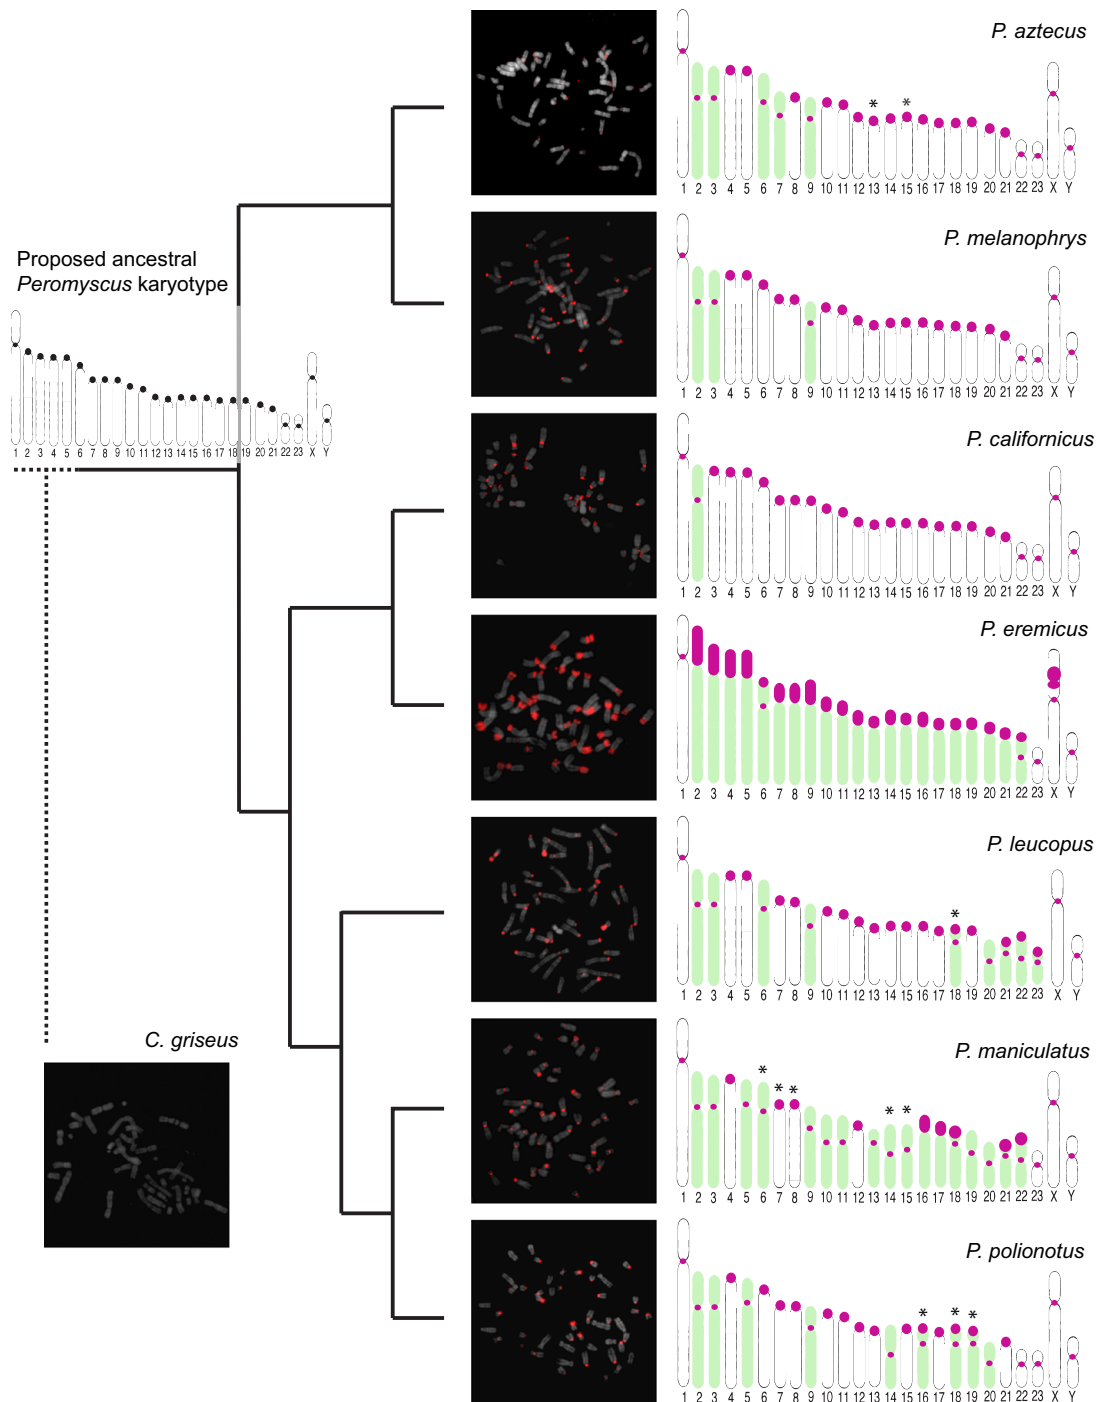 P. aztecus
* *
1 2 3 4 5 6 7 8 9 10 11 12 13 14 15 16 17 18 19 20 21 22 23 X Y
P. melanophrys
1 2 3 4 5 6 7 8 9 10 11 12 13 14 15 16 17 18 19 20 21 22 23 X Y
Proposed ancestral
Peromyscus karyotype
1 2 3 4 5 6 7 8 9 10 11 12 13 14 15 16 17 18 19 20 21 22 23 X Y
P. californicus
1 2 3 4 5 6 7 8 9 10 11 12 13 14 15 16 17 18 19 20 21 22 23 X Y
P. eremicus
1 2 3 4 5 6 7 8 9 10 11 12 13 14 15 16 17 18 19 20 21 22 23 X Y
P. leucopus
*
1 2 3 4 5 6 7 8 9 10 11 12 13 14 15 16 17 18 19 20 21 22 23 X Y
C. griseus
P. maniculatus
* * * * *
1 2 3 4 5 6 7 8 9 10 11 12 13 14 15 16 17 18 19 20 21 22 23 X Y
P. polionotus
* * *
1 2 3 4 5 6 7 8 9 10 11 12 13 14 15 16 17 18 19 20 21 22 23 X Y